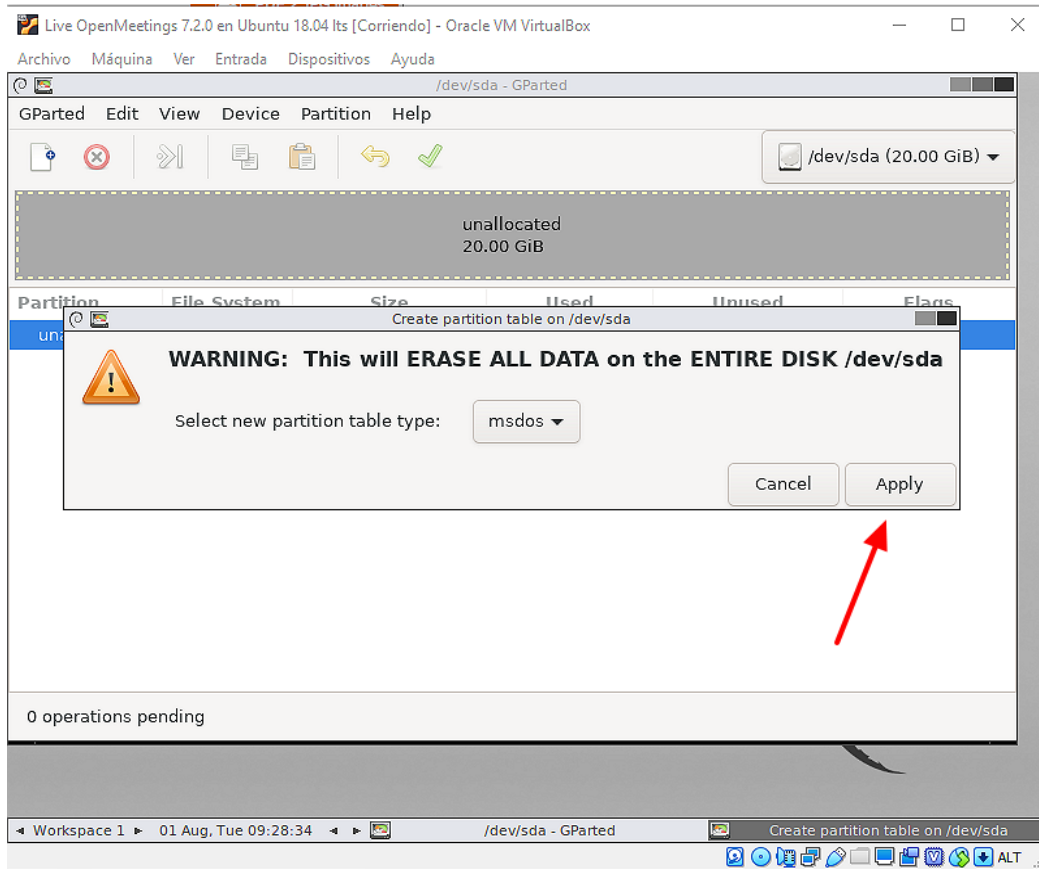 Live OpenMeetings 7.2.0 en Ubuntu 18.04 lts [Corriendo] - Oracle VM VirtualBox
Archivo Máquina Ver Entrada Dispositivos Ayuda
/dev/sda - GParted
GParted Edit View Device Partition Help
/dev/sda (20.00 GiB)
unallocated
20.00 GiB
Partition File System Size Used Unused Flags
una
Create partition table on /dev/sda
WARNING: This will ERASE ALL DATA on the ENTIRE DISK /dev/sda
!
Select new partition table type: msdos
Cancel Apply
0 operations pending
Workspace 1 01 Aug, Tue 09:28:34 /dev/sda - GParted Create partition table on /dev/sda
ALT